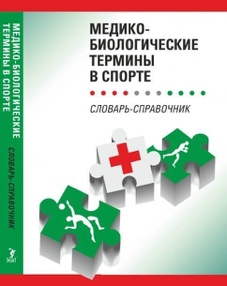 МЕДИКО-БИОЛОГИЧЕСКИЕ
ТЕРМИНЫ В СПОРТЕ
СЛОВАРЬ-СПРАВОЧНИК
МЕДИКО-
БИОЛОГИЧЕСКИЕ
ТЕРМИНЫ
В СПОРТЕ
СЛОВАРЬ-СПРАВОЧНИК